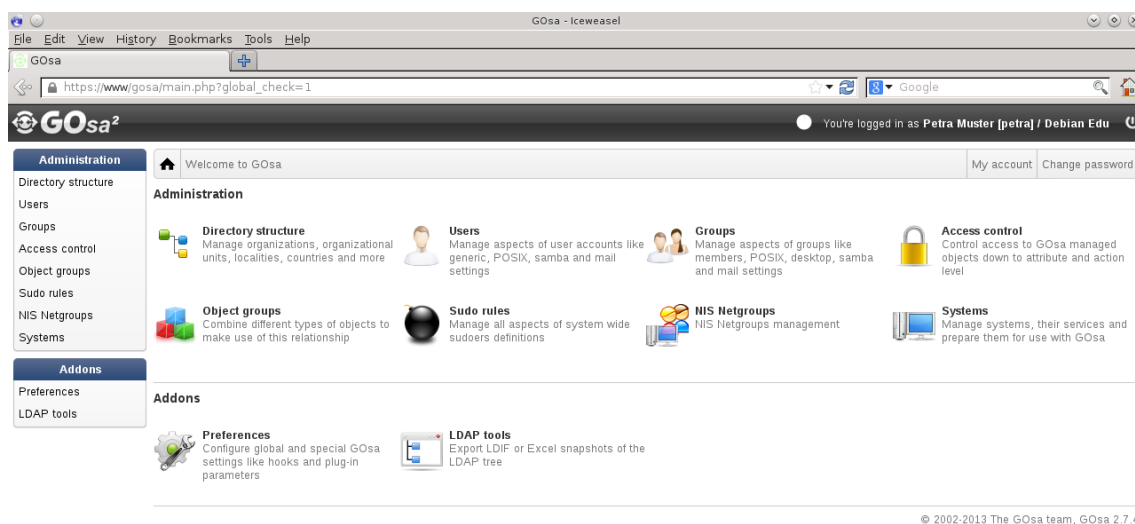 GOsa - Iceweasel
File Edit View History Bookmarks Tools Help
GOsa
https://www/gosa/main.php?global_check=1
Google
GOsa²
You're logged in as Petra Muster [petra] / Debian Edu
Administration
Directory structure
Users
Groups
Access control
Object groups
Sudo rules
NIS Netgroups
Systems
Addons
Preferences
LDAP tools
Welcome to GOsa
My account
Change password
Administration
Directory structure
Manage organizations, organizational
units, localities, countries and more
Users
Manage aspects of user accounts like
generic, POSIX, samba and mail
settings
Groups
Manage aspects of groups like
members, POSIX, desktop, samba
and mail settings
Access control
Control access to GOsa managed
objects down to attribute and action
level
Object groups
Combine different types of objects to
make use of this relationship
Sudo rules
Manage all aspects of system wide
sudoers definitions
NIS Netgroups
NIS Netgroups management
Systems
Manage systems, their services and
prepare them for use with GOsa
Addons
Preferences
Configure global and special GOsa
settings like hooks and plug-in
parameters
LDAP tools
Export LDIF or Excel snapshots of the
LDAP tree
© 2002-2013 The GOsa team, GOsa 2.7.4